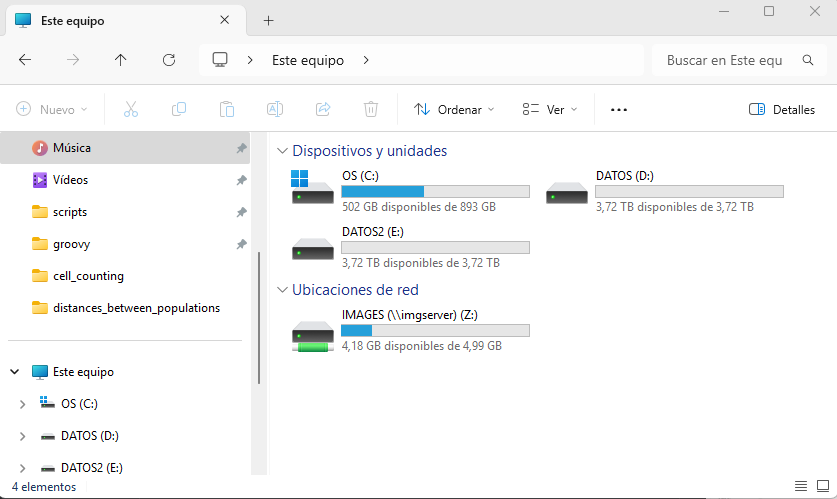 Este equipo
Este equipo
Buscar en Este equ
Nuevo
Ordenar
Ver
Detalles
Música
Vídeos
scripts
groovy
cell_counting
distances_between_populations
Este equipo
OS (C:)
DATOS (D:)
DATOS2 (E:)
Dispositivos y unidades
OS (C:)
502 GB disponibles de 893 GB
DATOS (D:)
3,72 TB disponibles de 3,72 TB
DATOS2 (E:)
3,72 TB disponibles de 3,72 TB
Ubicaciones de red
IMAGES (\\imgserver) (Z:)
4,18 GB disponibles de 4,99 GB
4 elementos